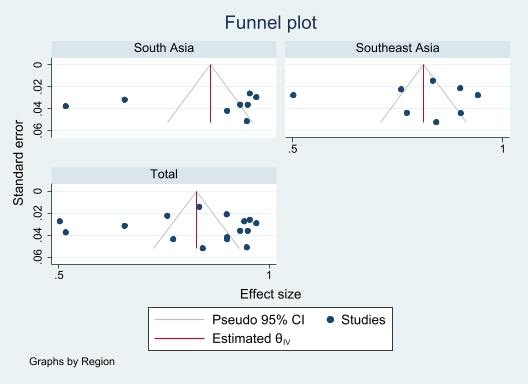 Funnel plot
South Asia
Southeast Asia
0
.02
.04
.06
.5
1
Total
0
.02
.04
.06
.5
1
Standard error
Effect size
Pseudo 95% CI
Studies
Estimated θIV
Graphs by Region